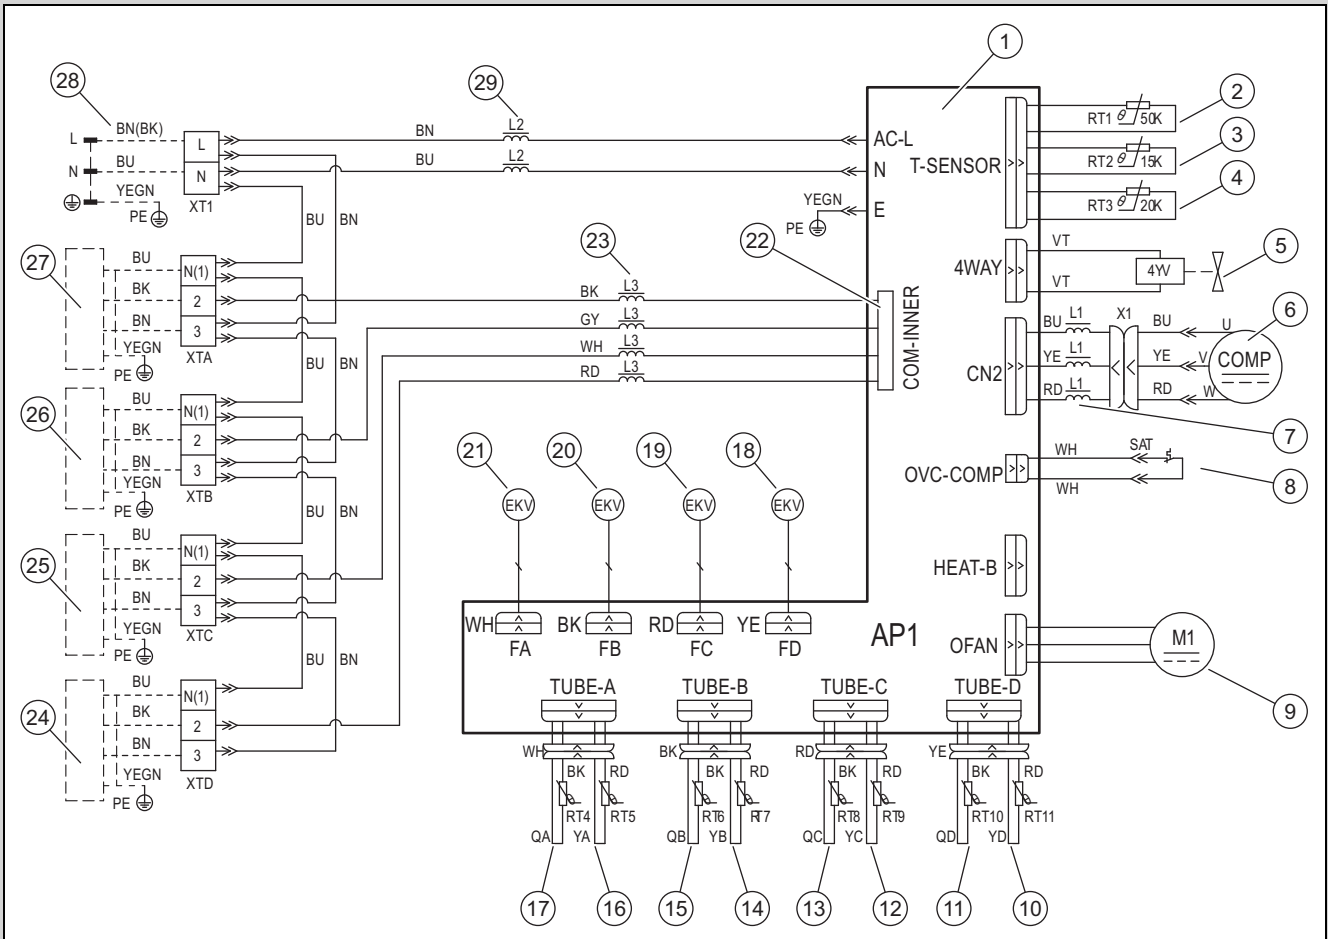 1
28
29
2
BN(BK)
BN
L2
RT1 θ 50K
L
L
AC-L
3
BU
BU
L2
N
N
N
T-SENSOR
RT2 θ 15K
4
YEGN
XT1
YEGN
E
RT3 θ 20K
PE
PE
BU
BN
27
23
22
5
BU
N(1)
4WAY
VT
4YV
VT
BK
2
BK
L3
BN
3
GY
L3
YEGN
XTA
WH
L3
PE
RD
L3
COM-INNER
BU
BN
6
BU
L1
X1
BU
U
CN2
YE
L1
YE
V
COMP
RD
L1
RD
W
7
26
BU
N(1)
BK
2
BN
3
YEGN
XTB
PE
BU
BN
21
20
19
18
EKV
EKV
EKV
EKV
OVC-COMP
WH
SAT
WH
8
25
BU
N(1)
BK
2
BN
3
YEGN
XTC
PE
BU
BN
HEAT-B
WH
FA
BK
FB
RD
FC
YE
FD
AP1
OFAN
M1
9
24
BU
N(1)
BK
2
BN
3
YEGN
XTD
PE
TUBE-A
TUBE-B
TUBE-C
TUBE-D
WH
BK
RD
YE
BK
RD
BK
RD
BK
RD
BK
RD
RT4
RT5
RT6
RT7
RT8
RT9
RT10
RT11
QA
YA
QB
YB
QC
YC
QD
YD
17
16
15
14
13
12
11
10